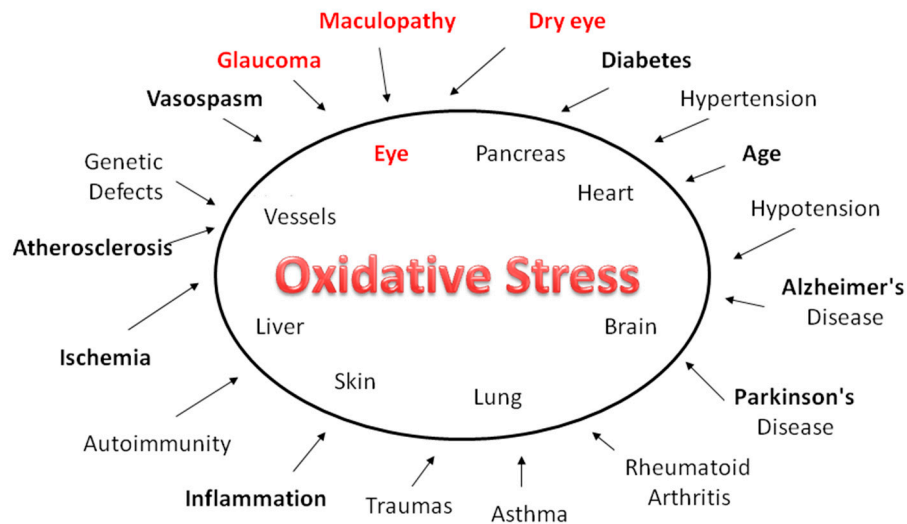 Maculopathy
Dry eye
Glaucoma
Diabetes
Vasospasm
Hypertension
Eye
Pancreas
Age
Genetic
Defects
Heart
Vessels
Hypotension
Atherosclerosis
Oxidative Stress
Alzheimer's
Disease
Liver
Brain
Ischemia
Skin
Lung
Parkinson's
Disease
Autoimmunity
Rheumatoid
Arthritis
Inflammation
Traumas
Asthma